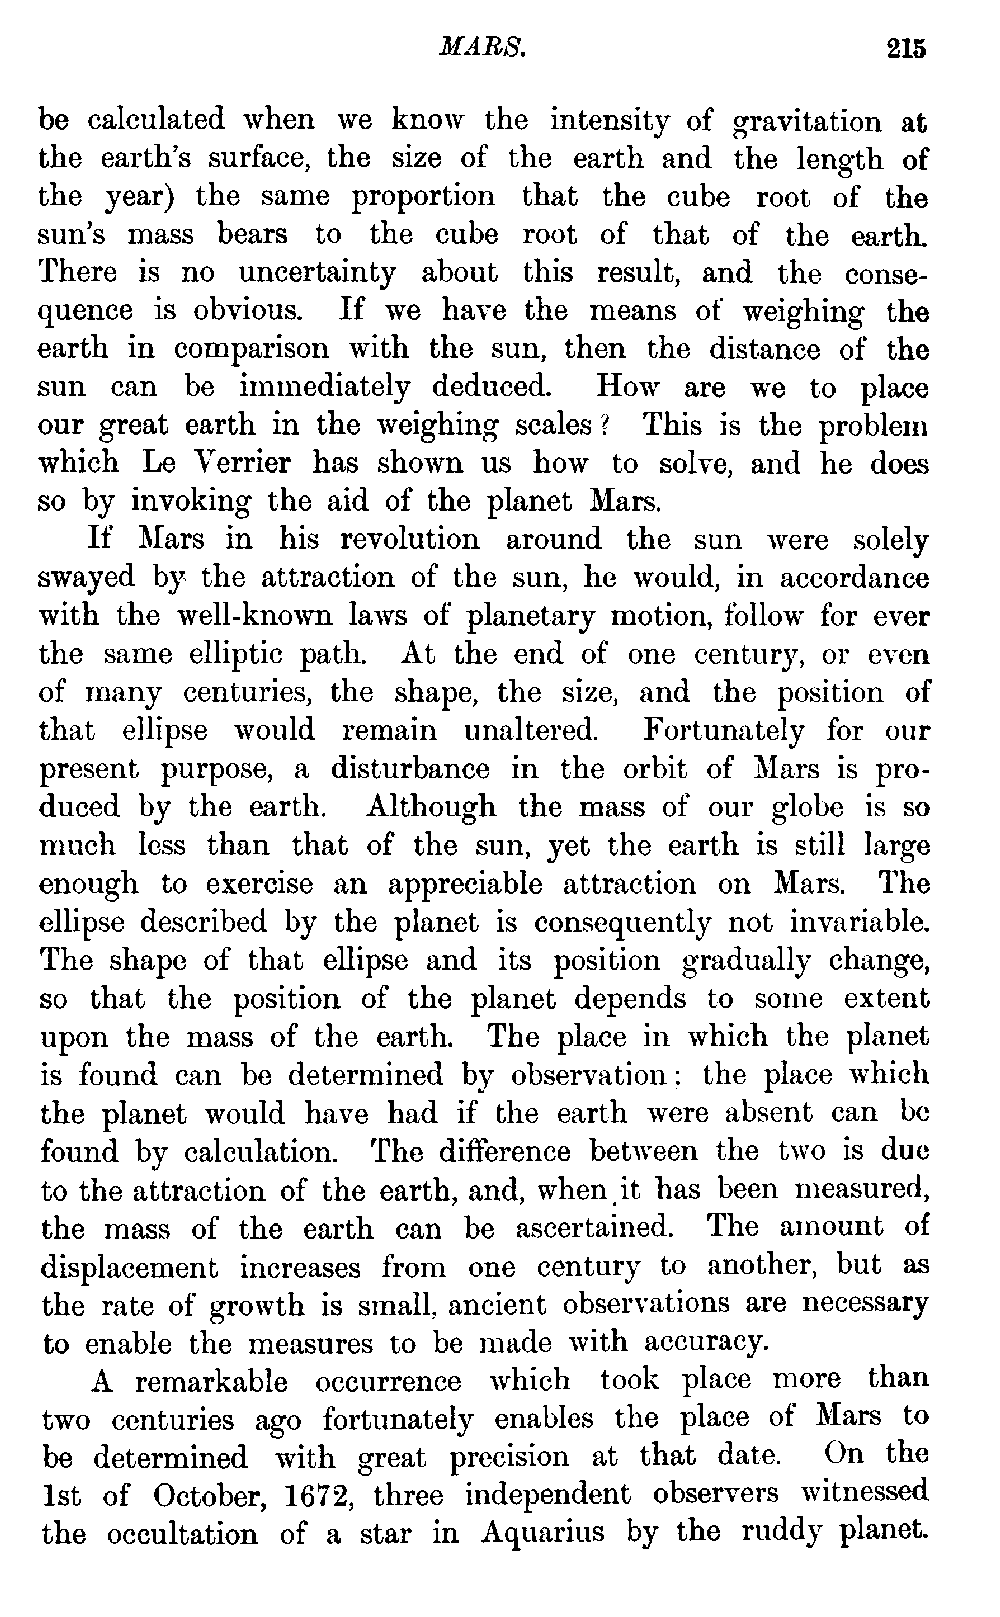 MARS. 215
be calculated when we know the intensity of gravitation at
the earth's surface, the size of the earth and the length of
the year) the same proportion that the cube root of the
sun's mass bears to the cube root of that of the earth.
There is no uncertainty about this result, and the conse-
quence is obvious. If we have the means of weighing the
earth in comparison with the sun, then the distance of the
sun can be immediately deduced. How are we to place
our great earth in the weighing scales? This is the problem
which Le Verrier has shown us how to solve, and he does
so by invoking the aid of the planet Mars.
If Mars in his revolution around the sun were solely
swayed by the attraction of the sun, he would, in accordance
with the well-known laws of planetary motion, follow for ever
the same elliptic path. At the end of one century, or even
of many centuries, the shape, the size, and the position of
that ellipse would remain unaltered. Fortunately for our
present purpose, a disturbance in the orbit of Mars is pro-
duced by the earth. Although the mass of our globe is so
much less than that of the sun, yet the earth is still large
enough to exercise an appreciable attraction on Mars. The
ellipse described by the planet is consequently not invariable.
The shape of that ellipse and its position gradually change,
so that the position of the planet depends to some extent
upon the mass of the earth. The place in which the planet
is found can be determined by observation; the place which
the planet would have had if the earth were absent can be
found by calculation. The difference between the two is due
to the attraction of the earth, and, when it has been measured,
the mass of the earth can be ascertained. The amount of
displacement increases from one century to another, but as
the rate of growth is small, ancient observations are necessary
to enable the measures to be made with accuracy.
A remarkable occurrence which took place more than
two centuries ago fortunately enables the place of Mars to
be determined with great precision at that date. On the
1st of October, 1672, three independent observers witnessed
the occultation of a star in Aquarius by the ruddy planet.